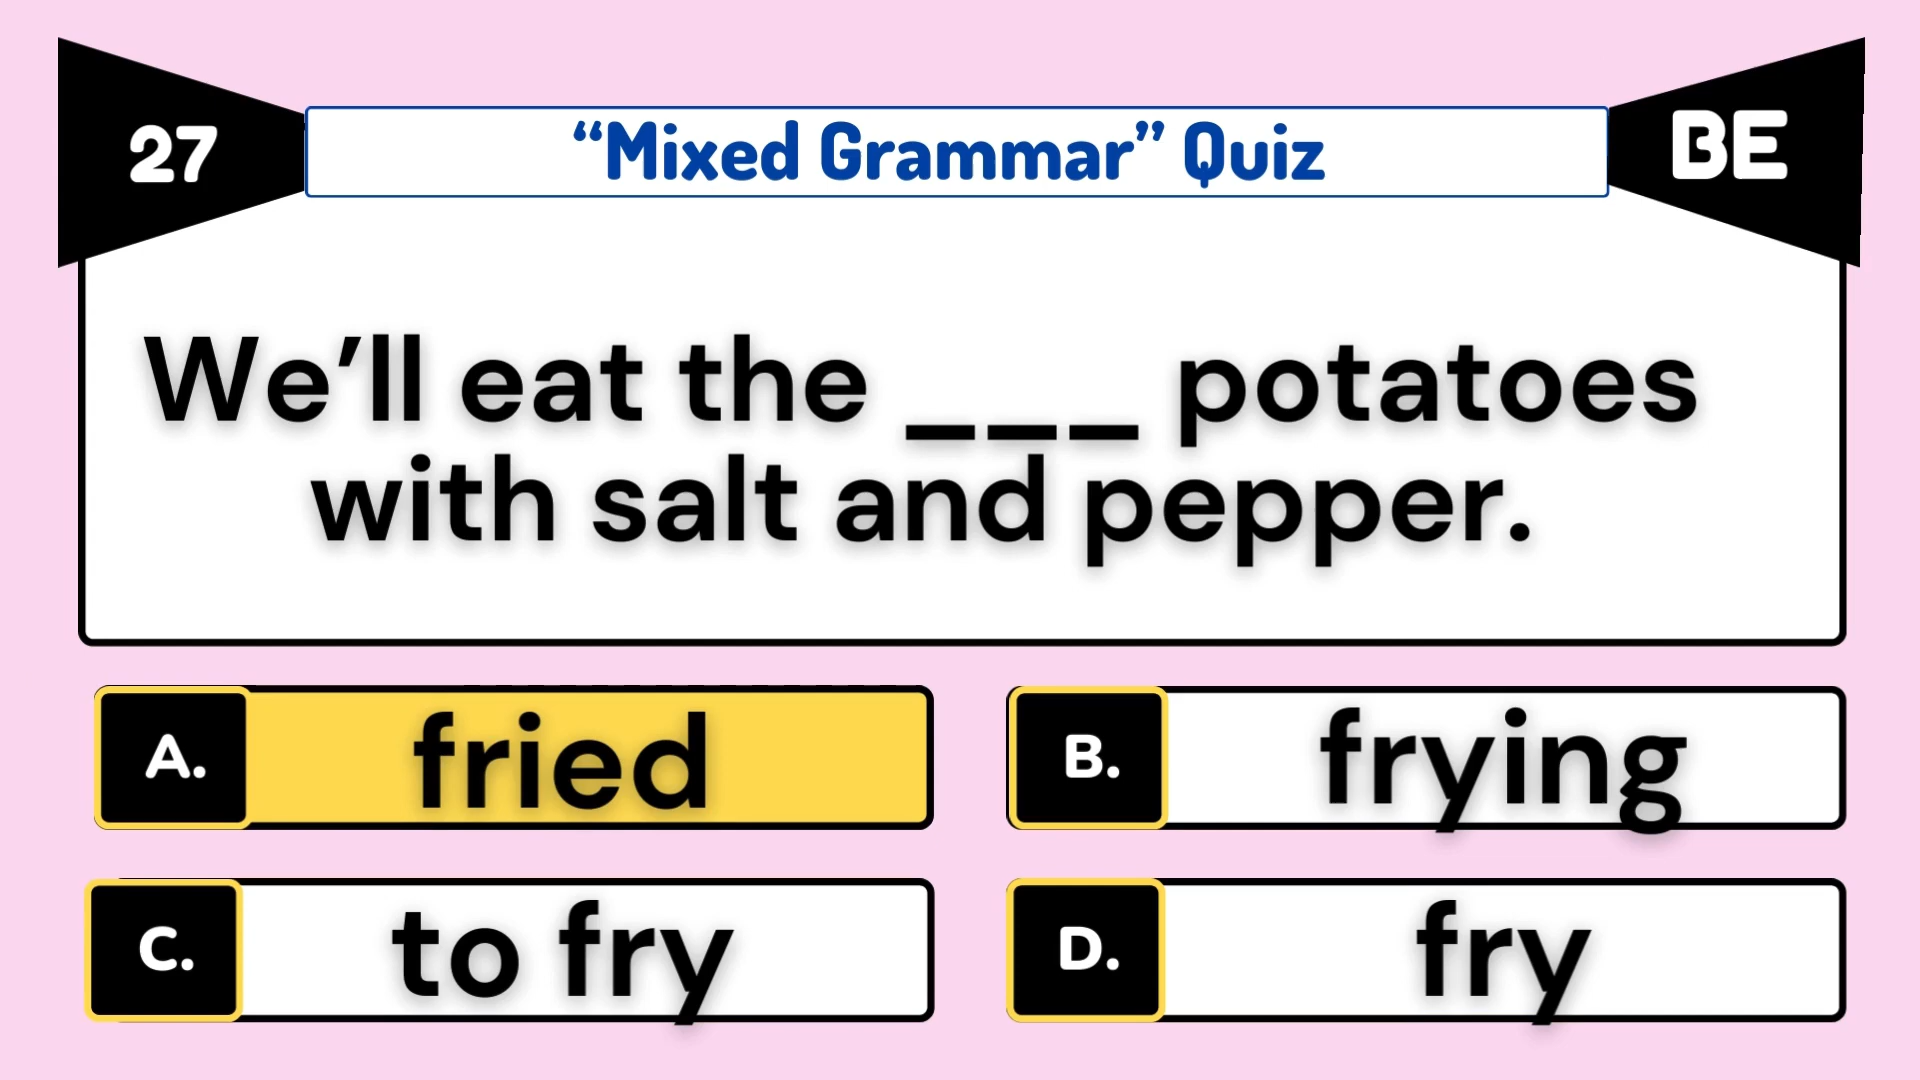 27
“Mixed Grammar” Quiz
BE
We’ll eat the ___ potatoes
with salt and pepper.
A. fried
B. frying
C. to fry
D. fry